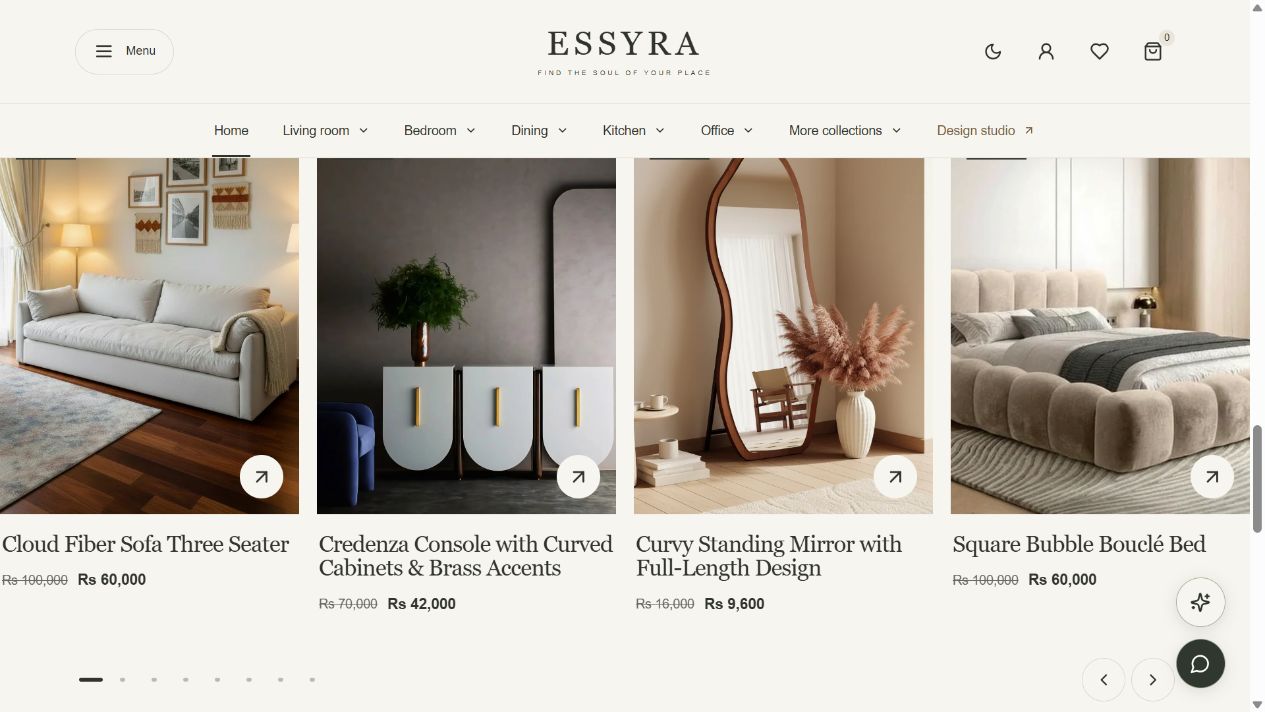 Menu
ESSYRA
FIND THE SOUL OF YOUR PLACE
0
Home
Living room
Bedroom
Dining
Kitchen
Office
More collections
Design studio
Cloud Fiber Sofa Three Seater
Rs 100,000 Rs 60,000
Credenza Console with Curved
Cabinets & Brass Accents
Rs 70,000 Rs 42,000
Curvy Standing Mirror with
Full-Length Design
Rs 16,000 Rs 9,600
Square Bubble Bouclé Bed
Rs 100,000 Rs 60,000